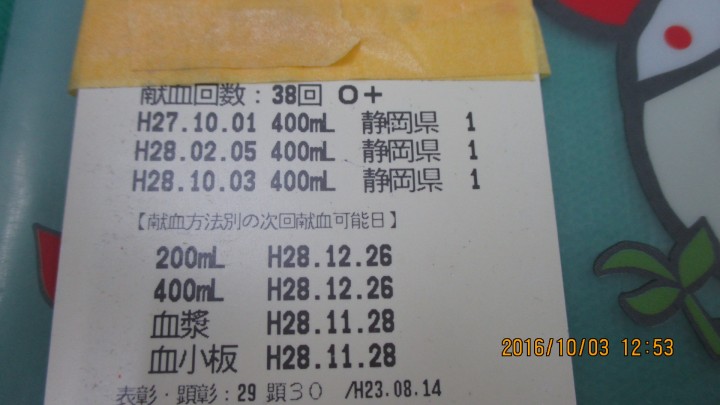 献血回数：38回 O+
H27.10.01 400mL 静岡県 1
H28.02.05 400mL 静岡県 1
H28.10.03 400mL 静岡県 1
【献血方法別の次回献血可能日】
200mL H28.12.26
400mL H28.12.26
血漿 H28.11.28
血小板 H28.11.28
表彰・顕彰：29 顕30 /H23.08.14
2016/10/03 12:53